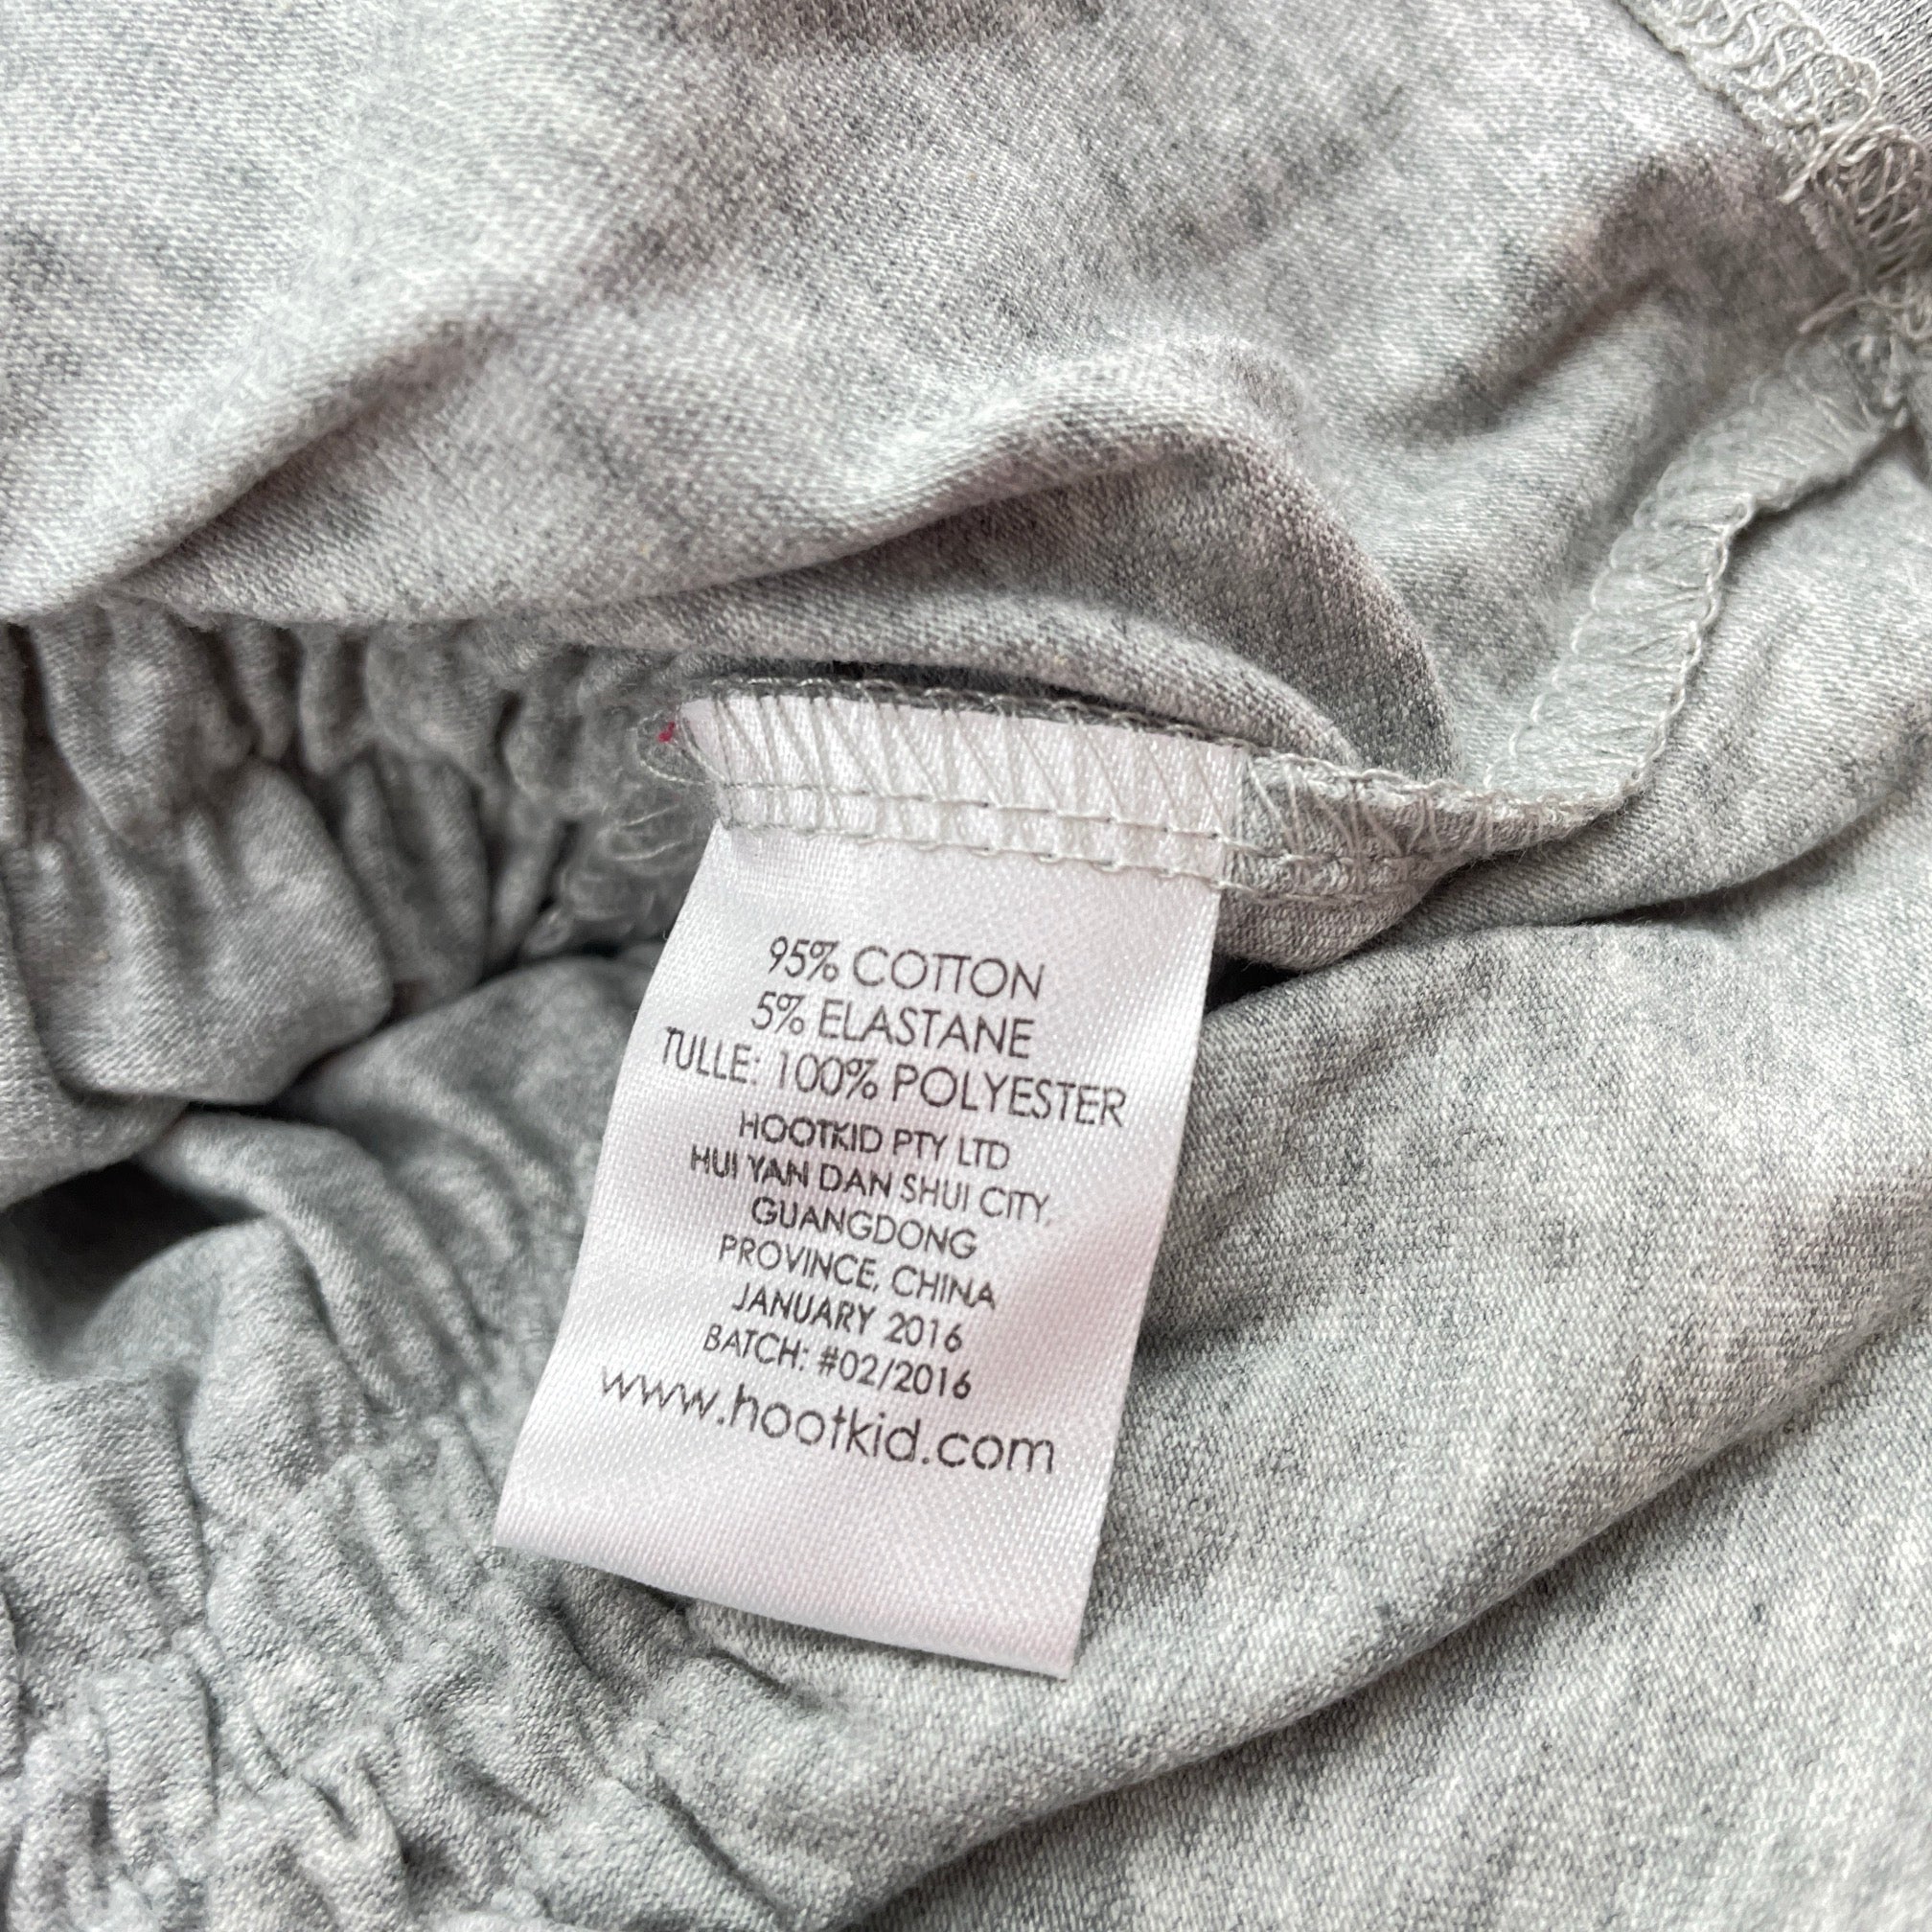 95% COTTON
5% ELASTANE
TULLE: 100% POLYESTER
HOOTKID PTY LTD
HUI YAN DAN SHUI CITY,
GUANGDONG
PROVINCE, CHINA
JANUARY 2016
BATCH: #02/2016
www.hootkid.com